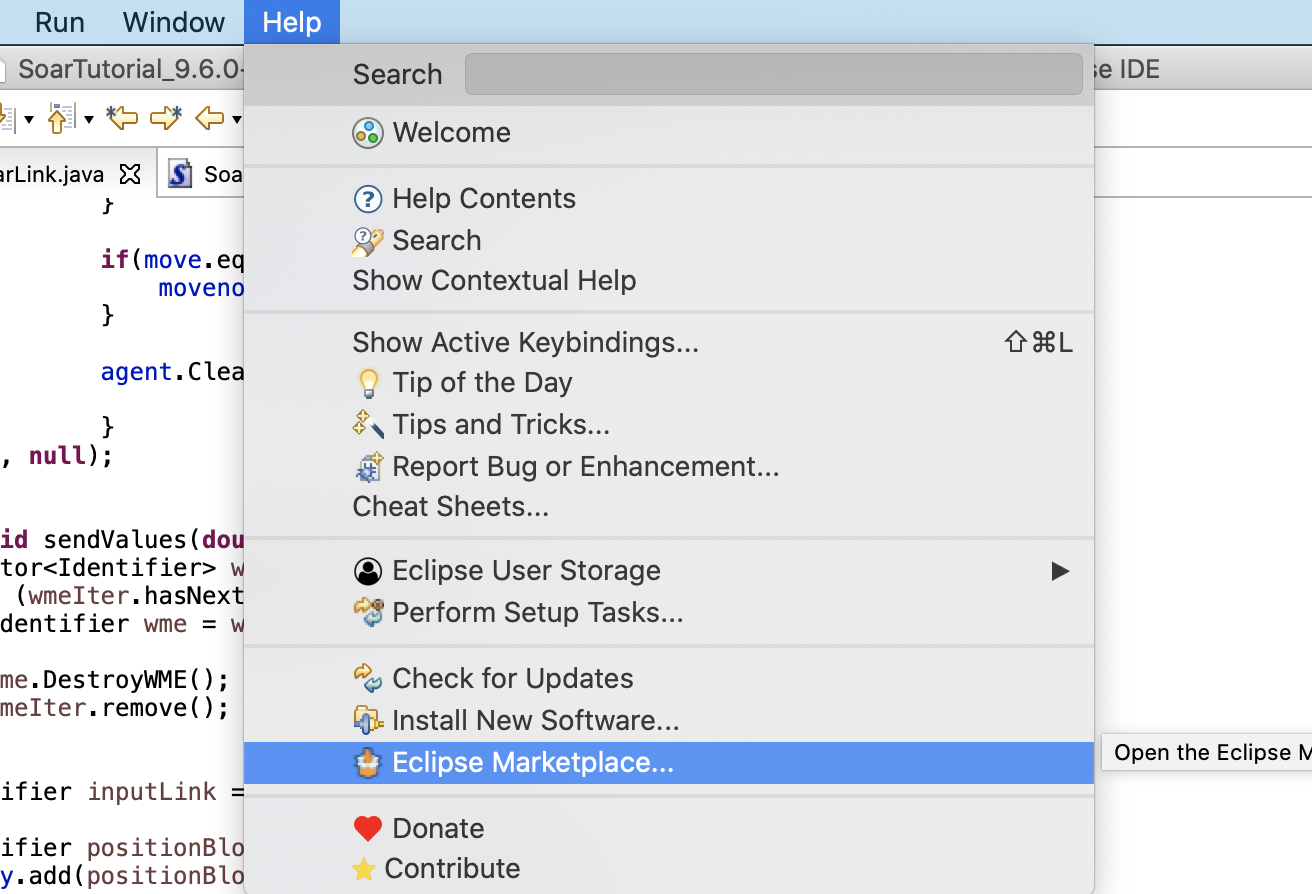 Run Window Help
SoarTutorial_9.6.0-
se IDE
Search
Welcome
Help Contents
Search
Show Contextual Help
Show Active Keybindings... ⇧⌘L
Tip of the Day
Tips and Tricks...
Report Bug or Enhancement...
Cheat Sheets...
Eclipse User Storage
Perform Setup Tasks...
Check for Updates
Install New Software...
Eclipse Marketplace...
Open the Eclipse M
Donate
Contribute
arLink.java
Soa
}
if(move.eq
moveno
}
agent.Clea
}
, null);
id sendValues(dou
tor<Identifier> w
(wmeIter.hasNext
dentifier wme = w
me.DestroyWME();
meIter.remove();
ifier inputLink =
ifier positionBlo
y.add(positionBlo